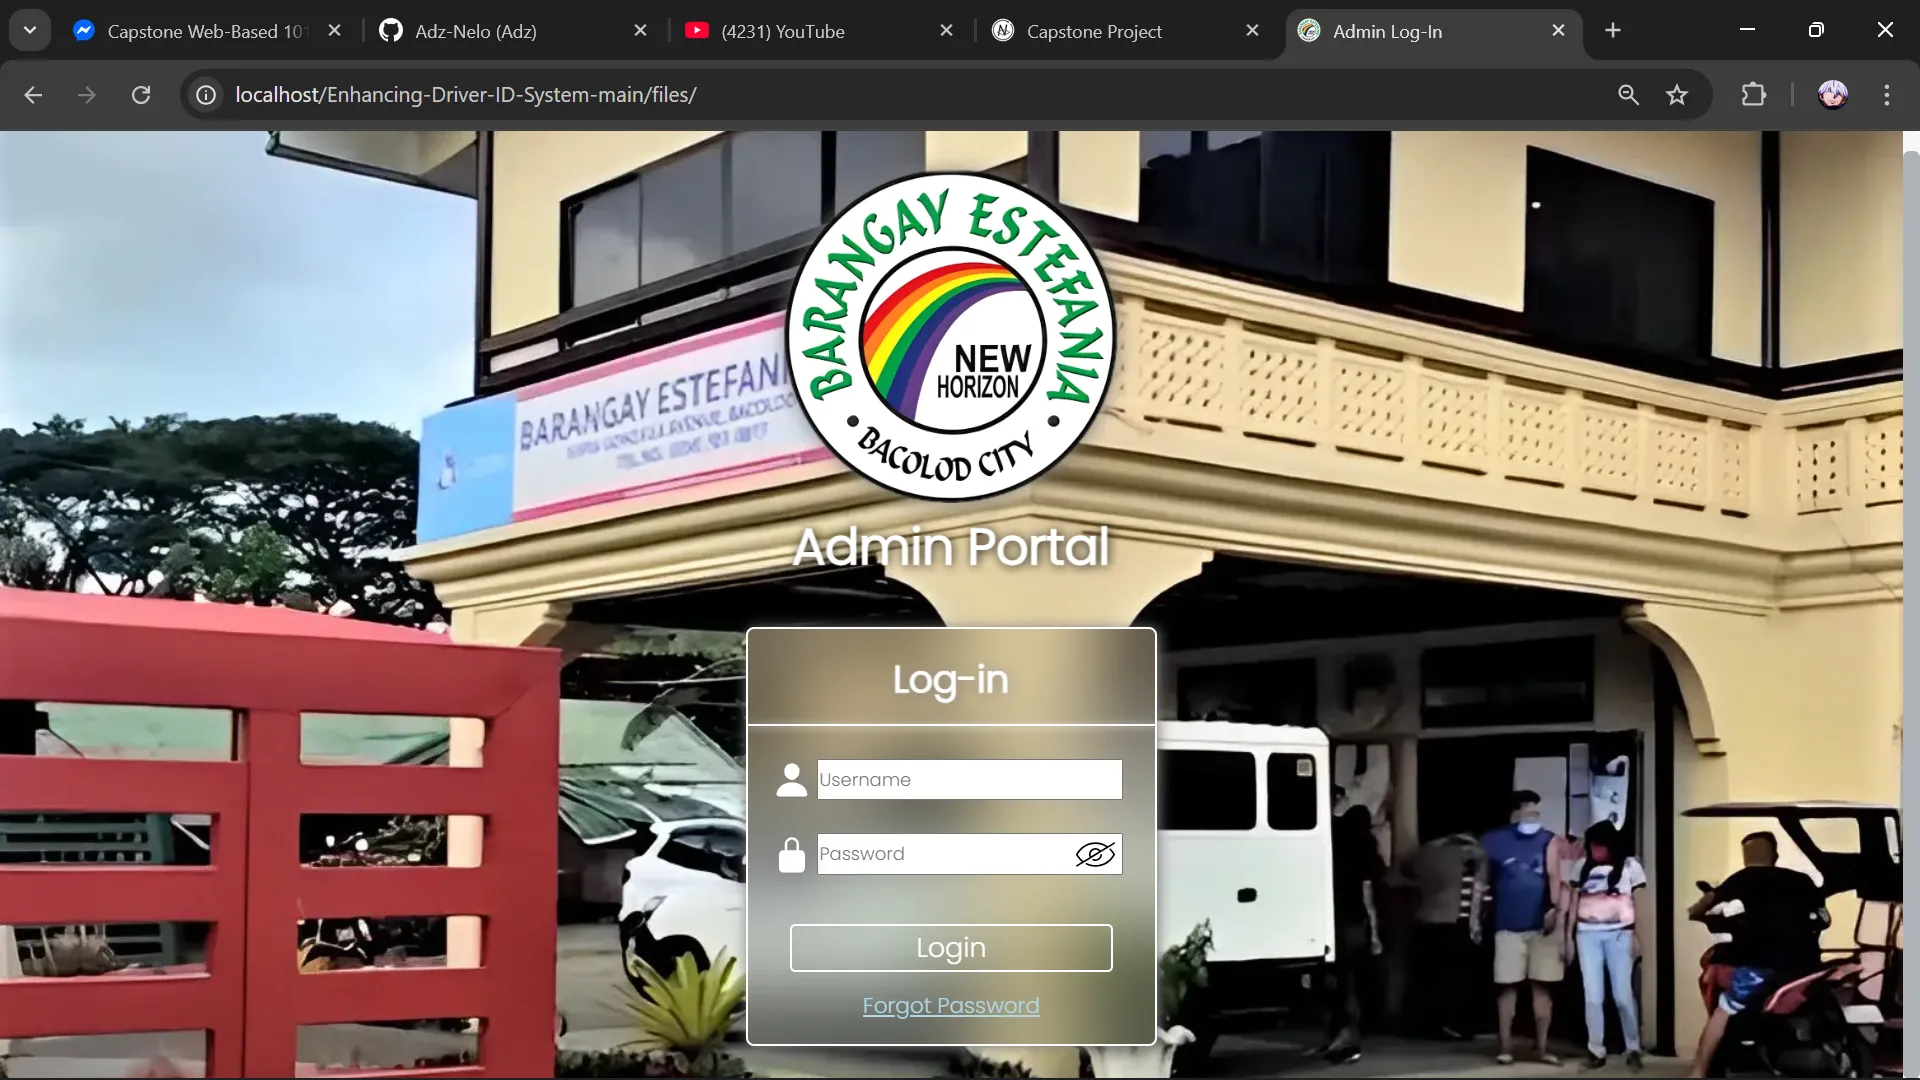 Capstone Web-Based 101
Adz-Nelo (Adz)
(4231) YouTube
Capstone Project
Admin Log-In
localhost/Enhancing-Driver-ID-System-main/files/
BARANGAY ESTEFANIA
NEW
HORIZON
BACOLOD CITY
BARANGAY ESTEFANI
Admin Portal
Log-in
Username
Password
Login
Forgot Password